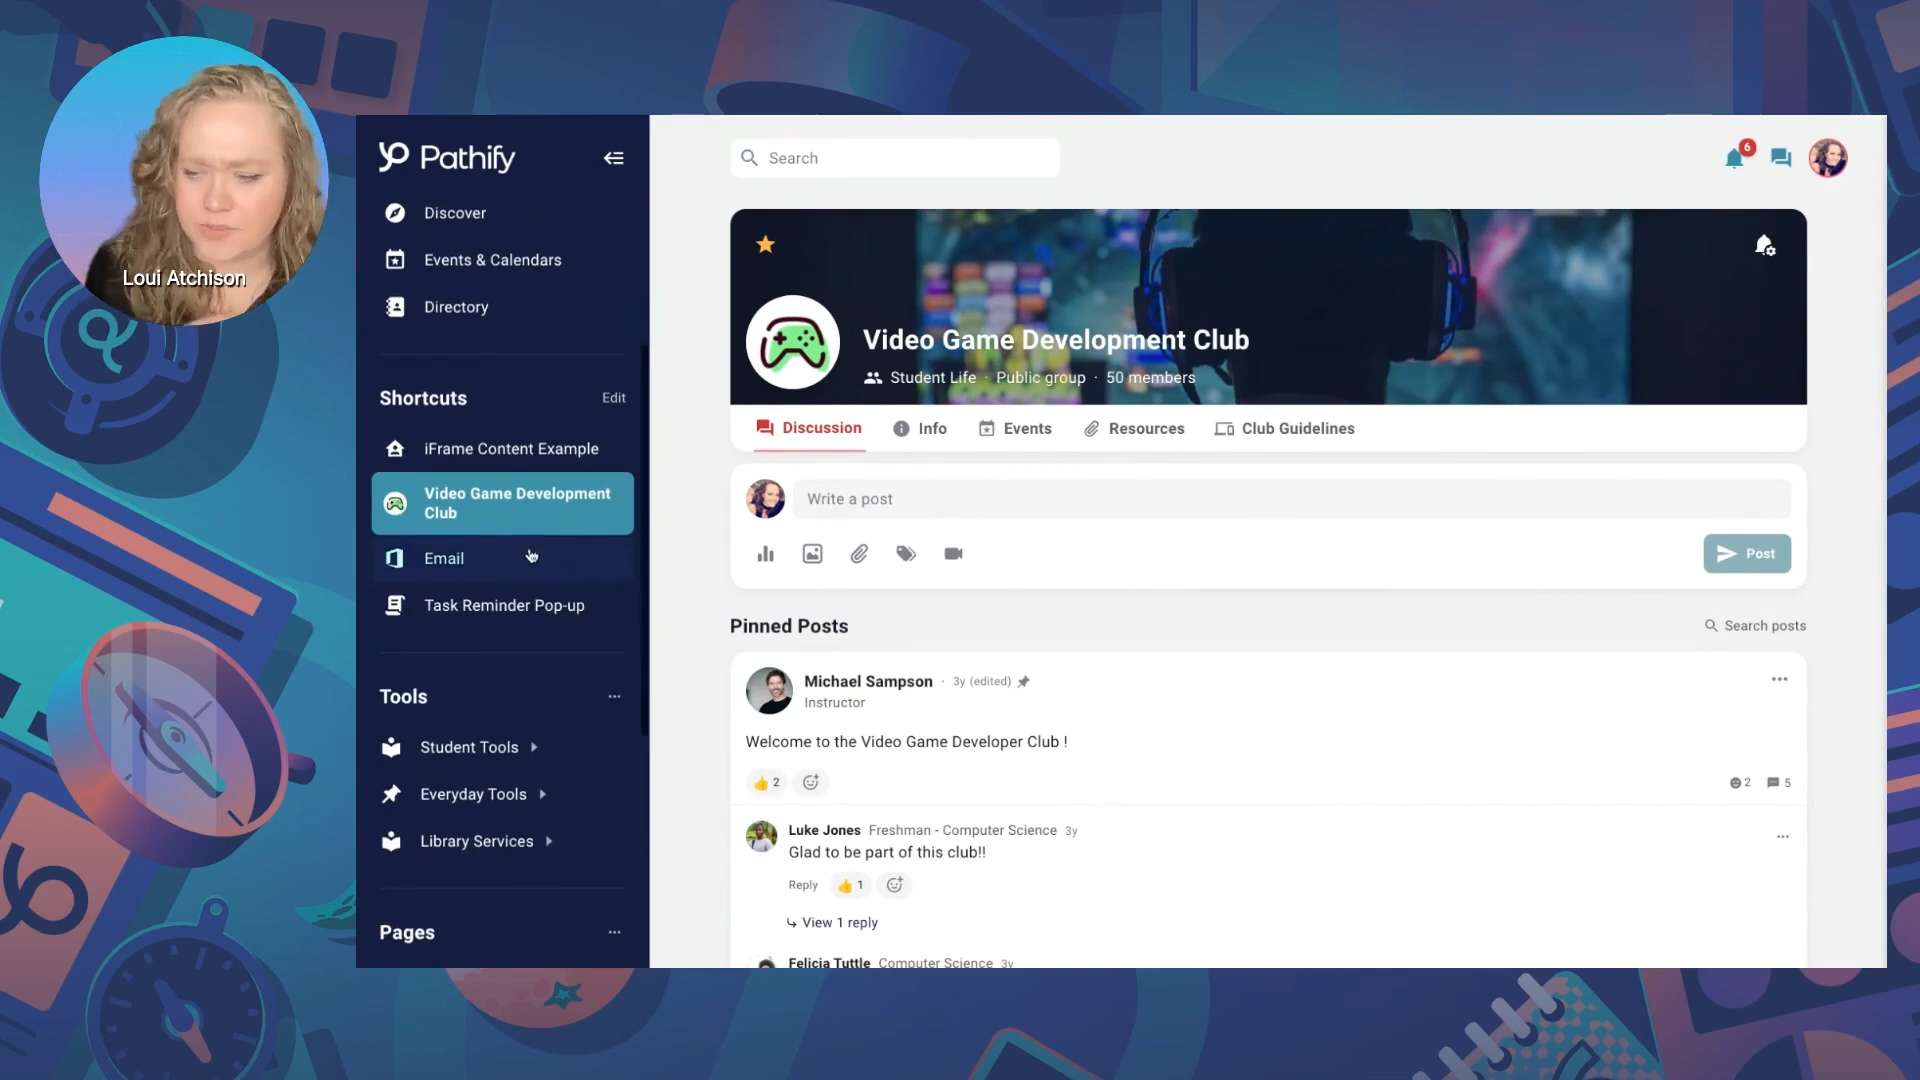 Loui Atchison
Pathify
Discover
Events & Calendars
Directory
Shortcuts
Edit
iFrame Content Example
Video Game Development
Club
Email
Task Reminder Pop-up
Tools
Student Tools
Everyday Tools
Library Services
Pages
Search
6
Video Game Development Club
Student Life · Public group · 50 members
Discussion
Info
Events
Resources
Club Guidelines
Write a post
Post
Pinned Posts
Search posts
Michael Sampson · 3y (edited)
Instructor
Welcome to the Video Game Developer Club !
2
2
5
Luke Jones Freshman - Computer Science 3y
Glad to be part of this club!!
Reply
1
View 1 reply
Felicia Tuttle Computer Science 3y